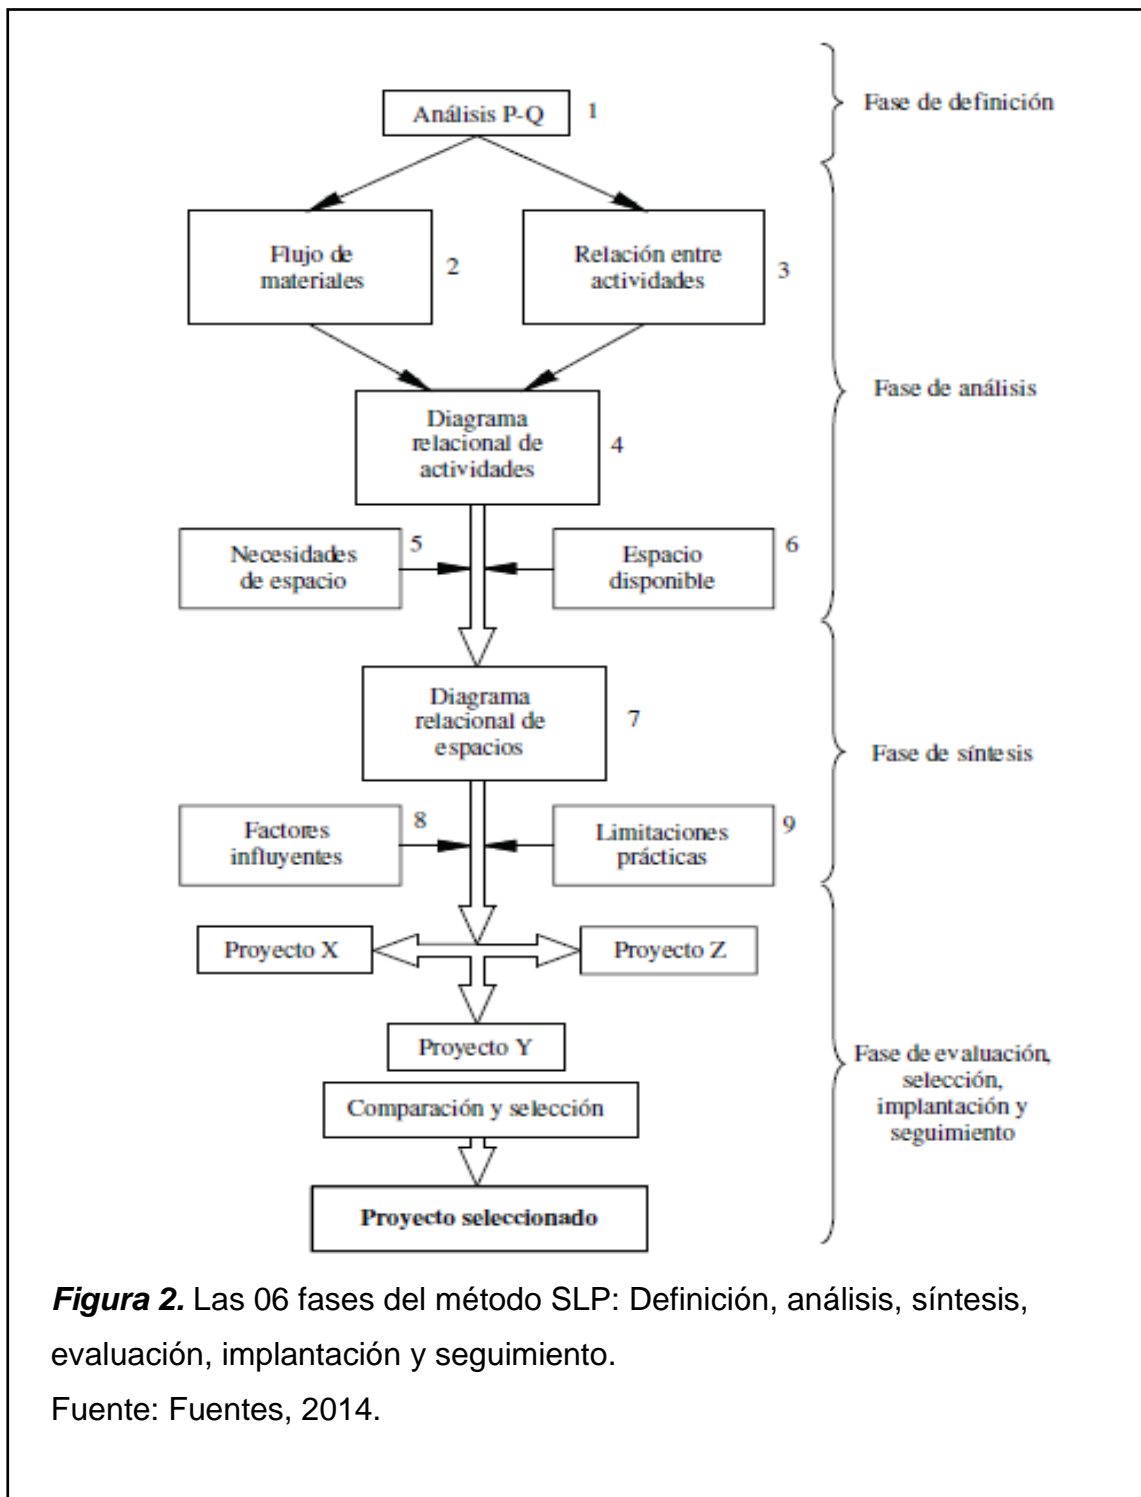 Fase de definición
Análisis P-Q
1
Flujo de
materiales
2
Relación entre
actividades
3
Fase de análisis
Diagrama
relacional de
actividades
4
Necesidades
de espacio
5
Espacio
disponible
6
Diagrama
relacional de
espacios
7
Fase de síntesis
Factores
influyentes
8
Limitaciones
prácticas
9
Proyecto X
Proyecto Z
Proyecto Y
Fase de evaluación,
selección,
implantación y
seguimiento
Comparación y selección
Proyecto seleccionado
Figura 2. Las 06 fases del método SLP: Definición, análisis, síntesis,
evaluación, implantación y seguimiento.
Fuente: Fuentes, 2014.